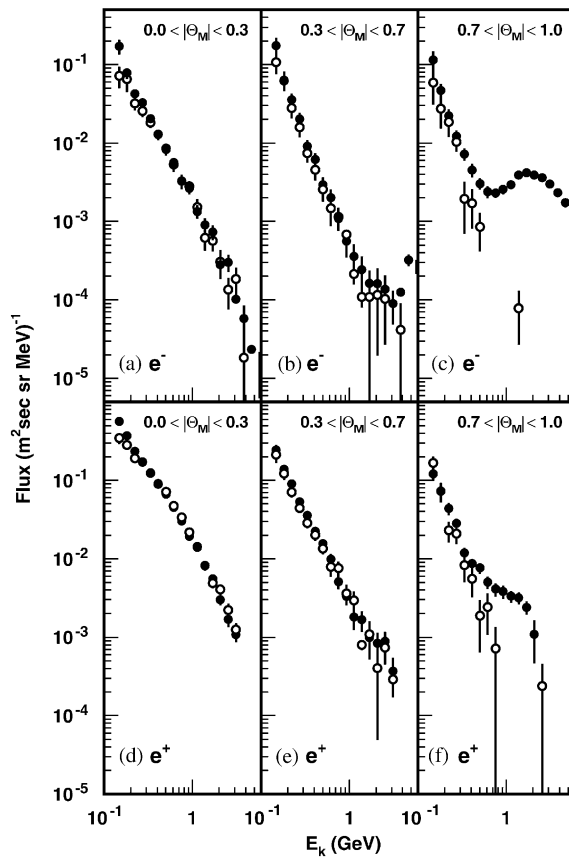 0.0 < |Θ_M| < 0.3
0.3 < |Θ_M| < 0.7
0.7 < |Θ_M| < 1.0
10⁻¹
10⁻²
10⁻³
10⁻⁴
10⁻⁵
(a) e⁻
(b) e⁻
(c) e⁻
Flux (m² sec sr MeV)⁻¹
0.0 < |Θ_M| < 0.3
0.3 < |Θ_M| < 0.7
0.7 < |Θ_M| < 1.0
10⁻¹
10⁻²
10⁻³
10⁻⁴
10⁻⁵
(d) e⁺
(e) e⁺
(f) e⁺
10⁻¹ 1 10⁻¹ 1 10⁻¹ 1
E_k (GeV)